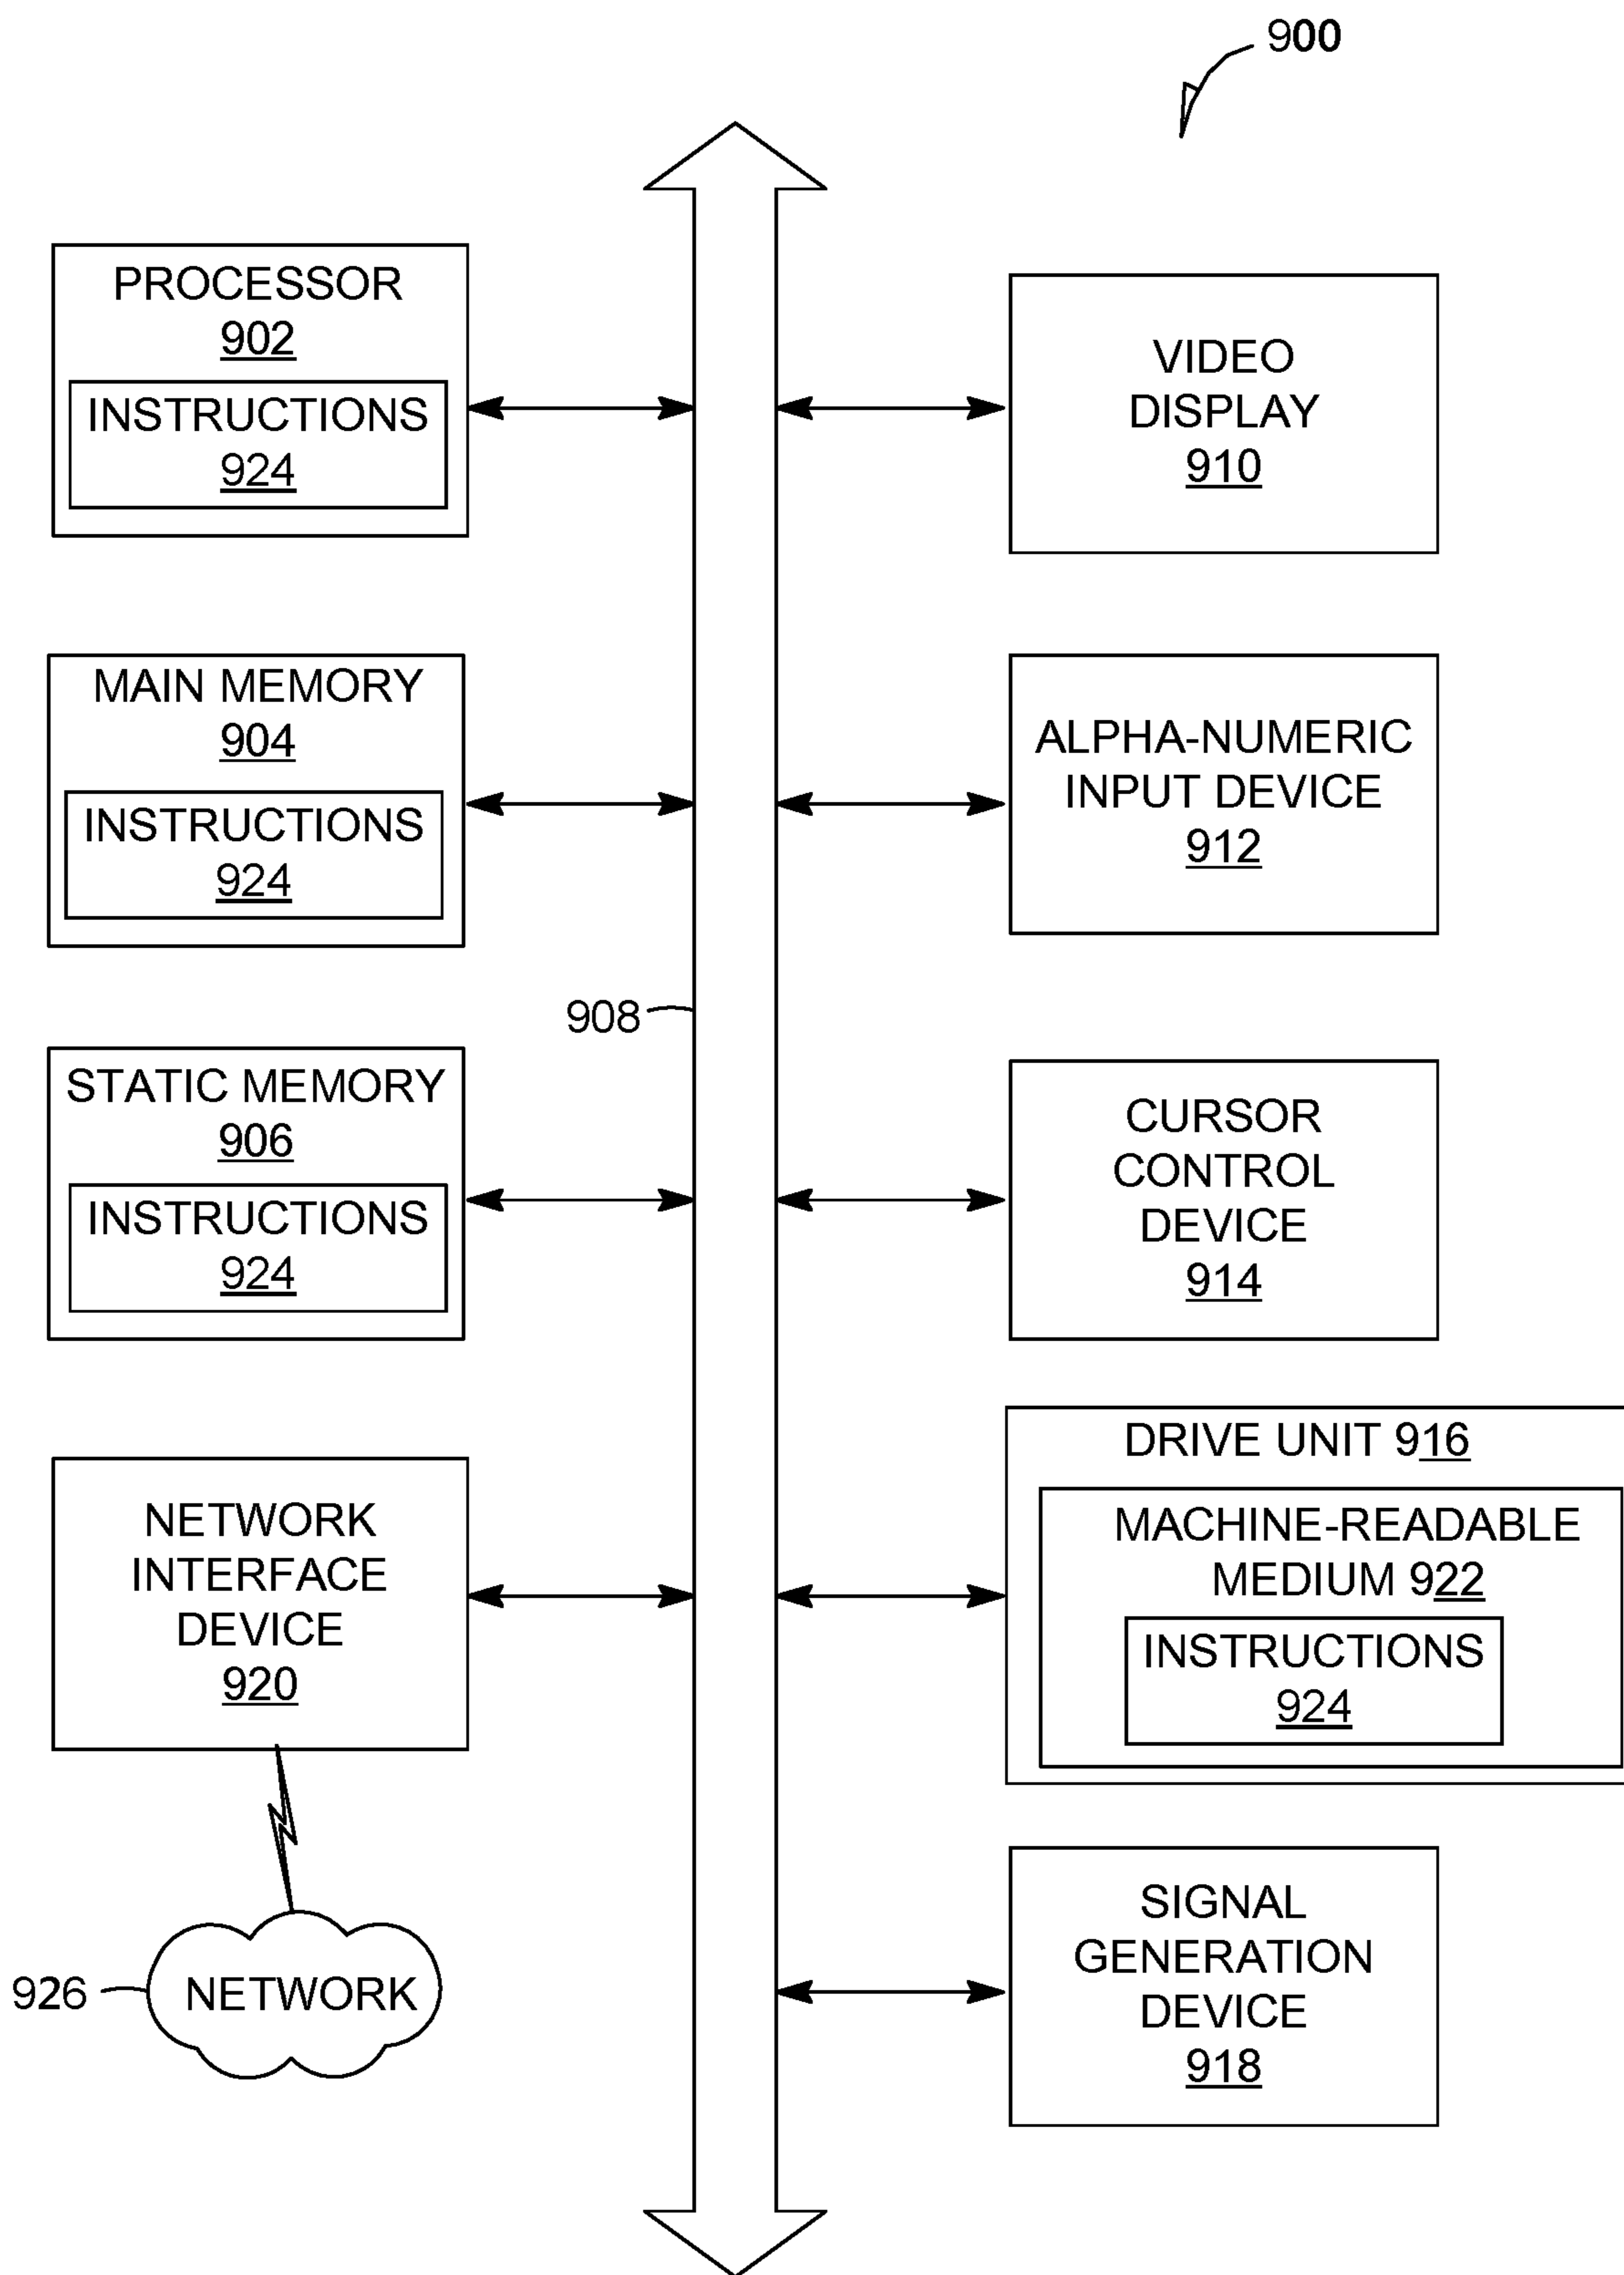 900
PROCESSOR
902
INSTRUCTIONS
924
MAIN MEMORY
904
INSTRUCTIONS
924
908
STATIC MEMORY
906
INSTRUCTIONS
924
NETWORK
INTERFACE
DEVICE
920
926
NETWORK
VIDEO
DISPLAY
910
ALPHA-NUMERIC
INPUT DEVICE
912
CURSOR
CONTROL
DEVICE
914
DRIVE UNIT 916
MACHINE-READABLE
MEDIUM 922
INSTRUCTIONS
924
SIGNAL
GENERATION
DEVICE
918